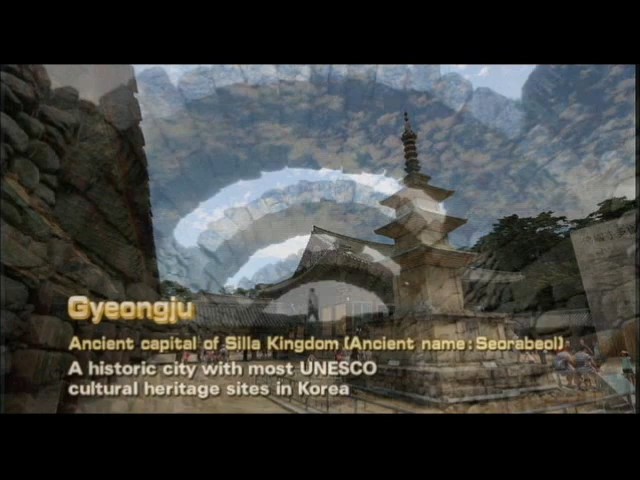 Gyeongju
Ancient capital of Silla Kingdom (Ancient name : Seorabeol)
A historic city with most UNESCO
cultural heritage sites in Korea